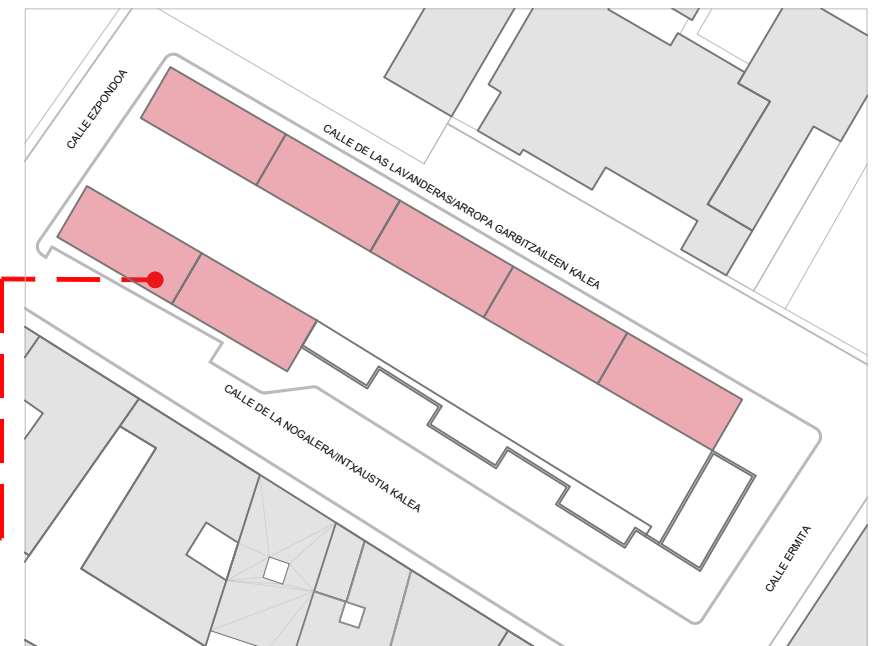 CALLE EZPONDOA
CALLE DE LAS LAVANDERAS/ARROPA GARBITZAILEEN KALEA
CALLE DE LA NOGALERA/INTXAUSTIA KALEA
CALLE ERMITA